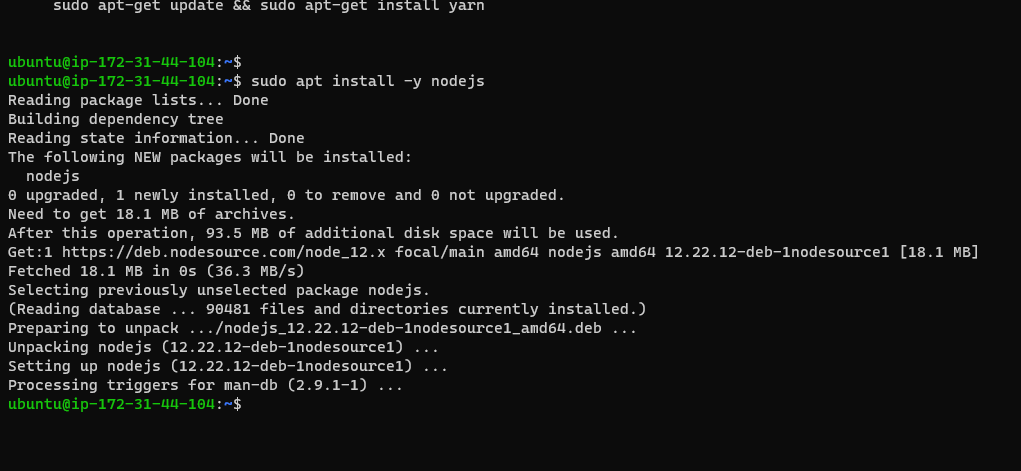 sudo apt-get update && sudo apt-get install yarn
ubuntu@ip-172-31-44-104:~$
ubuntu@ip-172-31-44-104:~$ sudo apt install -y nodejs
Reading package lists... Done
Building dependency tree
Reading state information... Done
The following NEW packages will be installed:
  nodejs
0 upgraded, 1 newly installed, 0 to remove and 0 not upgraded.
Need to get 18.1 MB of archives.
After this operation, 93.5 MB of additional disk space will be used.
Get:1 https://deb.nodesource.com/node_12.x focal/main amd64 nodejs amd64 12.22.12-deb-1nodesource1 [18.1 MB]
Fetched 18.1 MB in 0s (36.3 MB/s)
Selecting previously unselected package nodejs.
(Reading database ... 90481 files and directories currently installed.)
Preparing to unpack .../nodejs_12.22.12-deb-1nodesource1_amd64.deb ...
Unpacking nodejs (12.22.12-deb-1nodesource1) ...
Setting up nodejs (12.22.12-deb-1nodesource1) ...
Processing triggers for man-db (2.9.1-1) ...
ubuntu@ip-172-31-44-104:~$